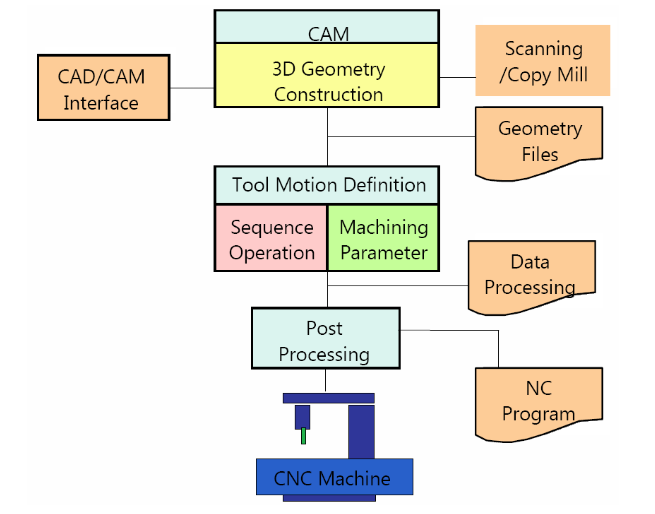 CAM
3D Geometry
Construction
CAD/CAM
Interface
Scanning
/Copy Mill
Geometry
Files
Tool Motion Definition
Sequence
Operation
Machining
Parameter
Data
Processing
Post
Processing
NC
Program
CNC Machine